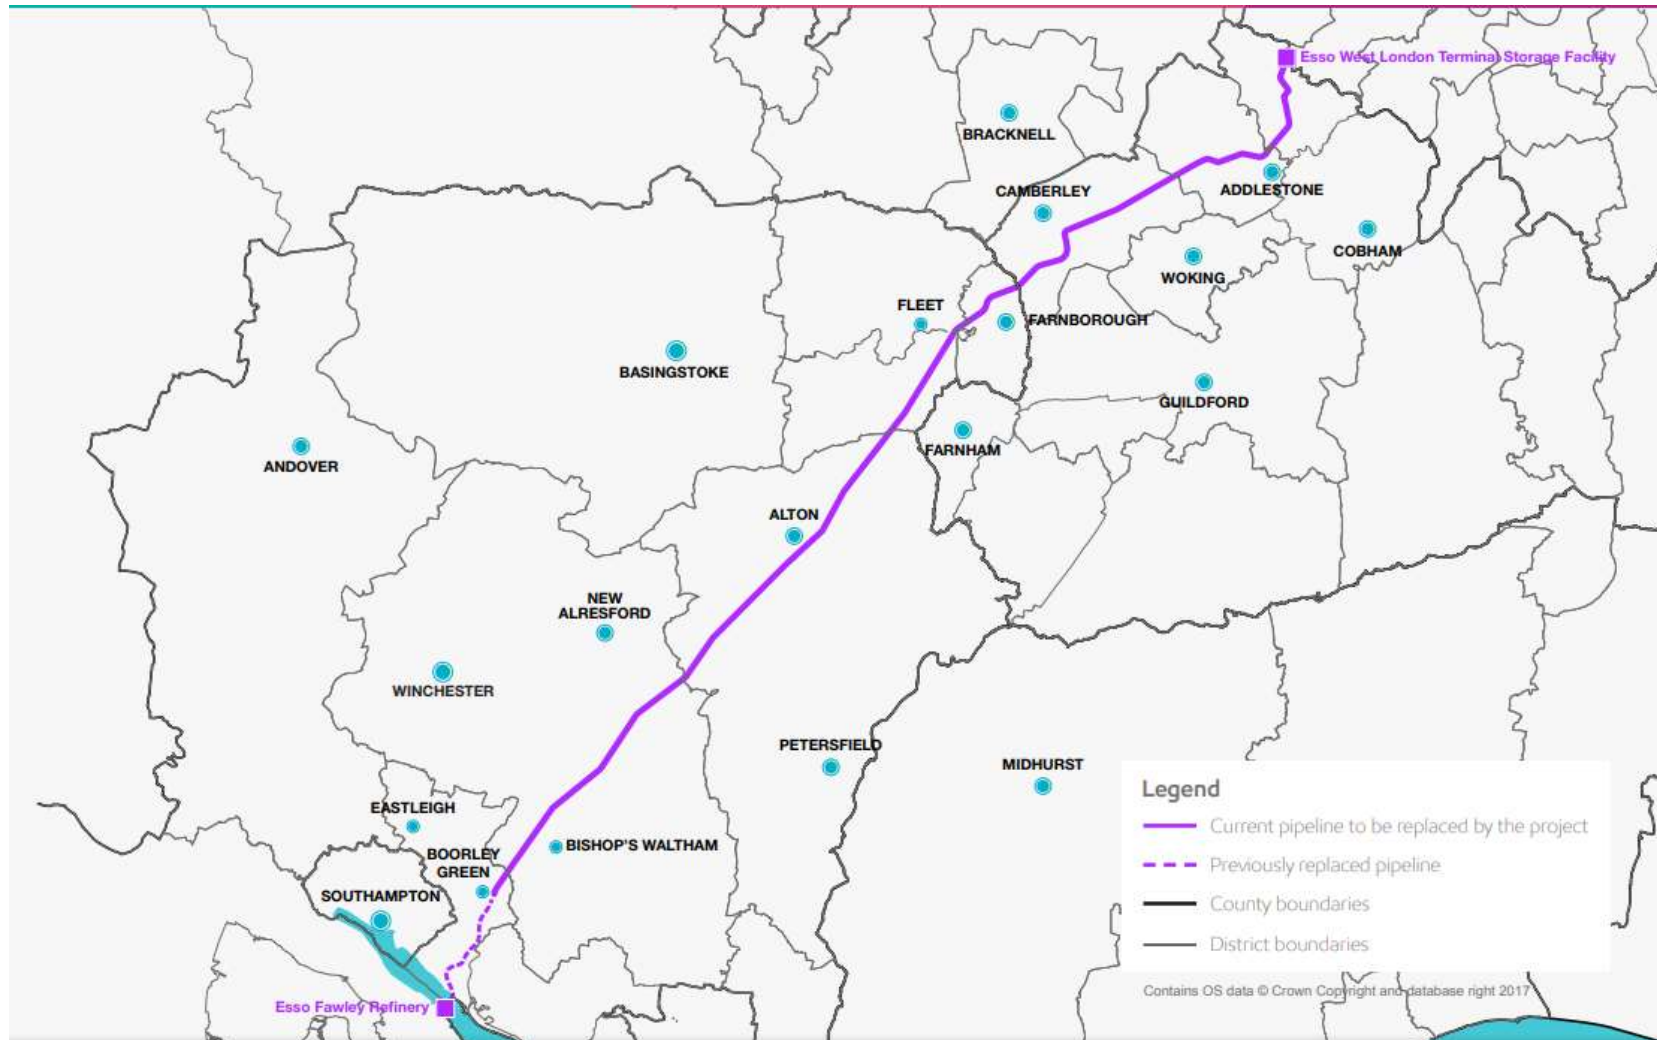 Esso West London Terminal Storage Facility
BRACKNELL
CAMBERLEY
ADDLESTONE
COBHAM
WOKING
FLEET
FARNBOROUGH
BASINGSTOKE
GUILDFORD
FARNHAM
ANDOVER
ALTON
NEW
ALRESFORD
WINCHESTER
PETERSFIELD
MIDHURST
EASTLEIGH
BISHOP'S WALTHAM
BOORLEY
GREEN
SOUTHAMPTON
Esso Fawley Refinery
Legend
Current pipeline to be replaced by the project
Previously replaced pipeline
County boundaries
District boundaries
Contains OS data © Crown Copyright and database right 2017